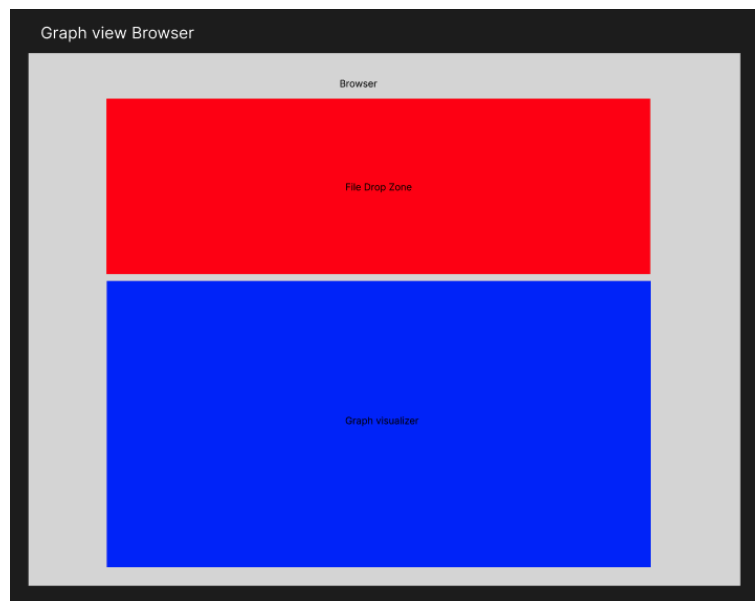 Graph view Browser
Browser
File Drop Zone
Graph visualizer